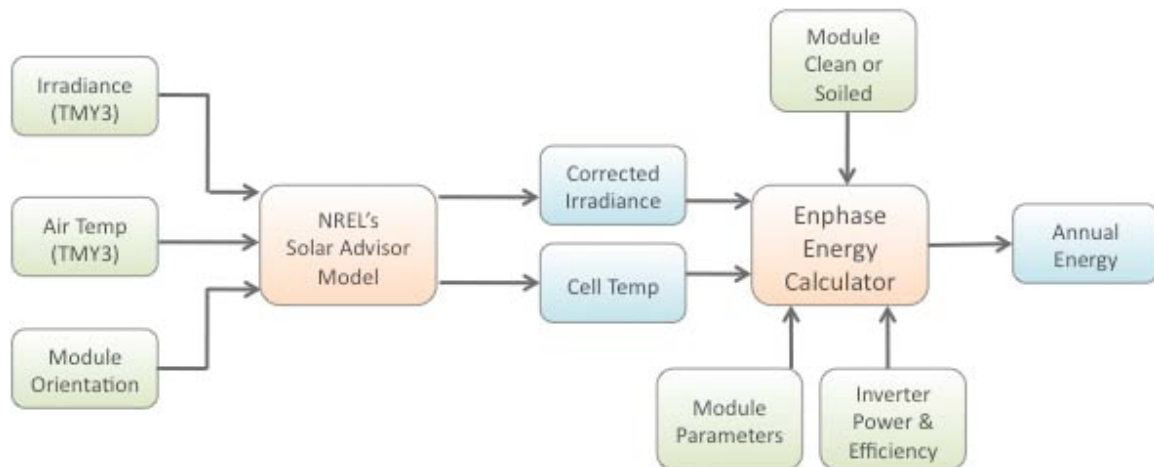 Irradiance
(TMY3)
Air Temp
(TMY3)
Module
Orientation
NREL's
Solar Advisor
Model
Corrected
Irradiance
Cell Temp
Module
Clean or
Soiled
Enphase
Energy
Calculator
Module
Parameters
Inverter
Power &
Efficiency
Annual
Energy